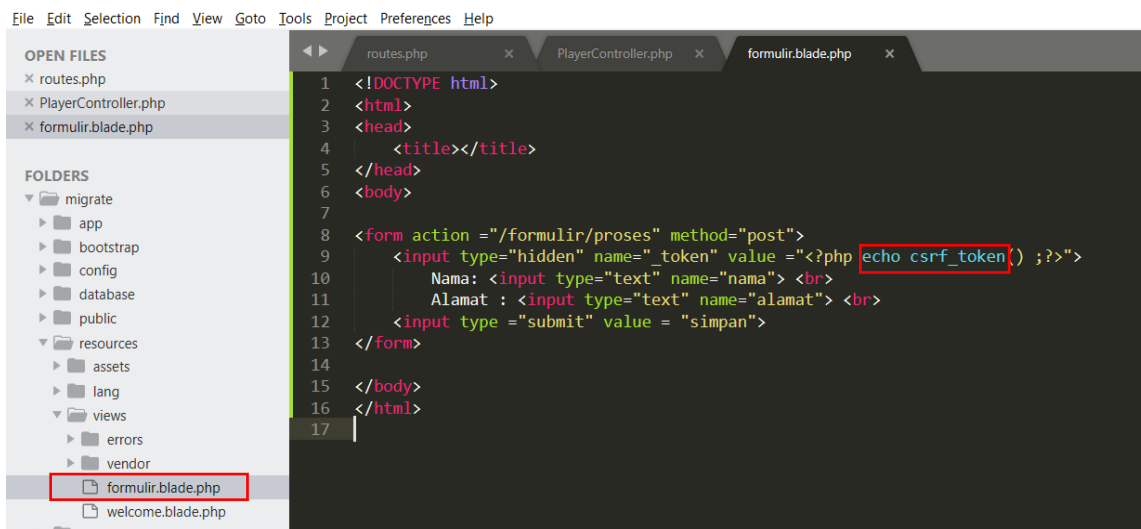 File Edit Selection Find View Goto Tools Project Preferences Help
OPEN FILES
routes.php
PlayerController.php
formulir.blade.php
FOLDERS
migrate
app
bootstrap
config
database
public
resources
assets
lang
views
errors
vendor
formulir.blade.php
welcome.blade.php
routes.php PlayerController.php formulir.blade.php
1 <!DOCTYPE html>
2 <html>
3 <head>
4 <title></title>
5 </head>
6 <body>
7
8 <form action ="/formulir/proses" method="post">
9 <input type="hidden" name="_token" value ="<?php echo csrf_token() ;?>">
10 Nama: <input type="text" name="nama"> <br>
11 Alamat : <input type="text" name="alamat"> <br>
12 <input type ="submit" value = "simpan">
13 </form>
14
15 </body>
16 </html>
17